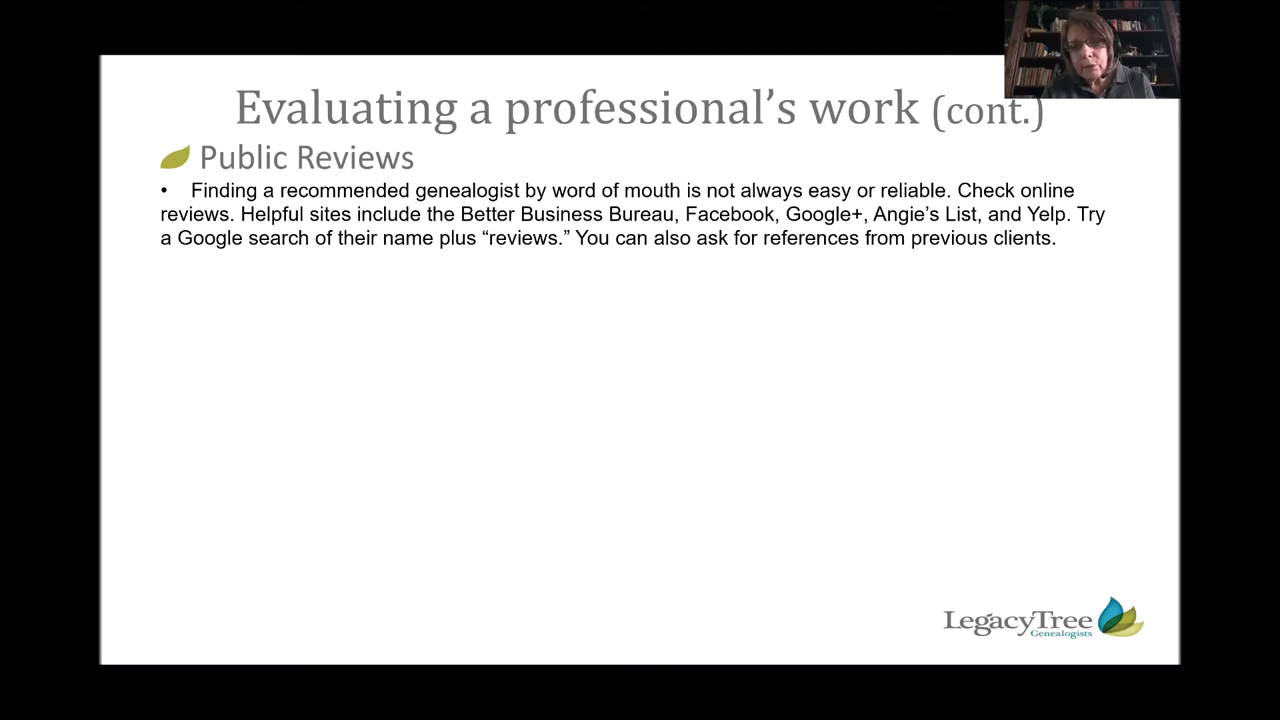 Evaluating a professional’s work (cont.)
Public Reviews
• Finding a recommended genealogist by word of mouth is not always easy or reliable. Check online
reviews. Helpful sites include the Better Business Bureau, Facebook, Google+, Angie’s List, and Yelp. Try
a Google search of their name plus “reviews.” You can also ask for references from previous clients.
LegacyTree
Genealogists